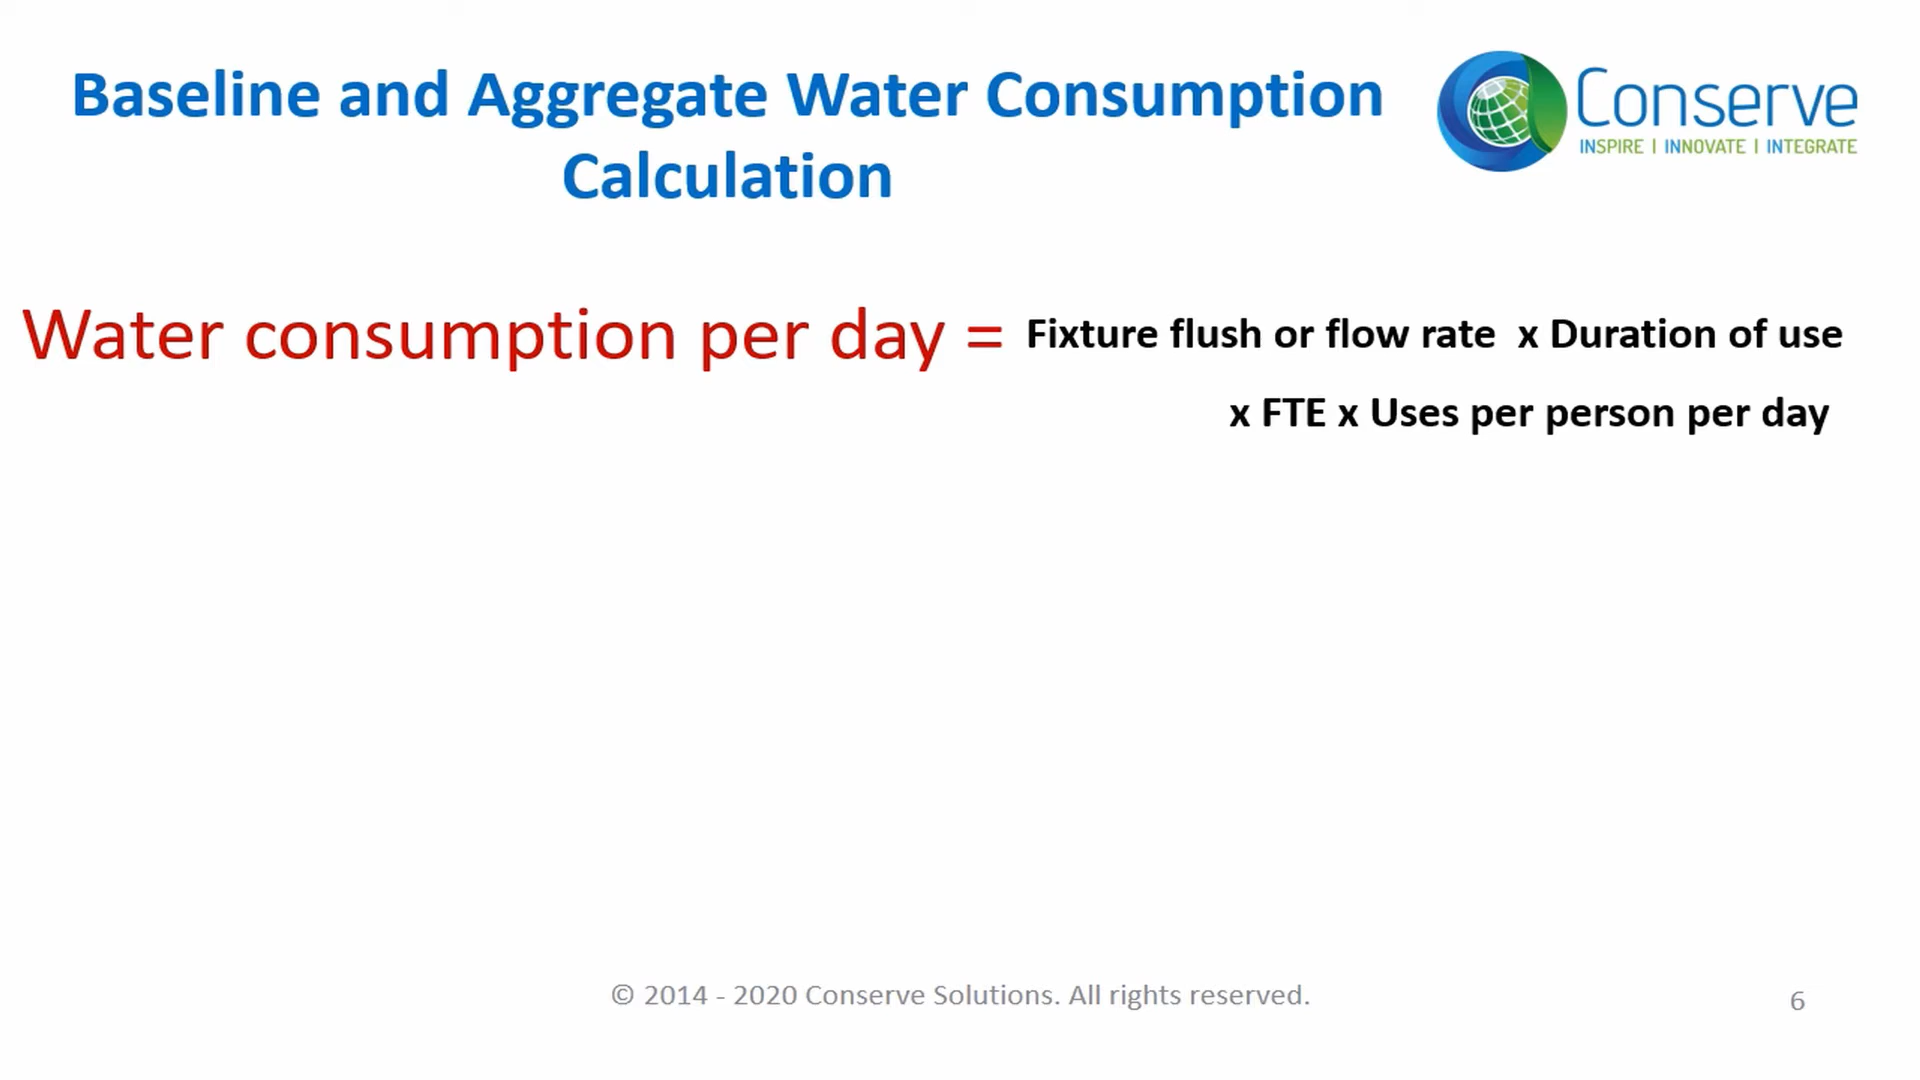 Baseline and Aggregate Water Consumption
Calculation
Conserve
INSPIRE | INNOVATE | INTEGRATE
Water consumption per day = Fixture flush or flow rate x Duration of use
x FTE x Uses per person per day
© 2014 - 2020 Conserve Solutions. All rights reserved.
6